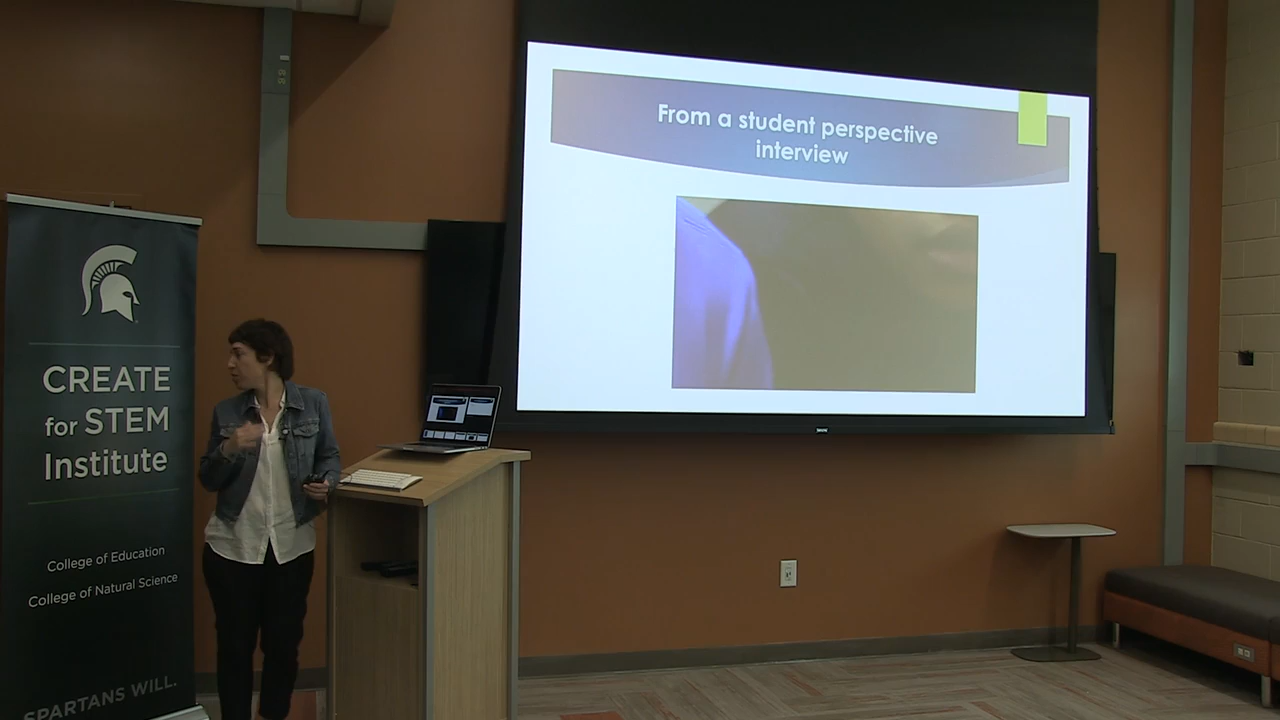 From a student perspective
interview
CREATE
for STEM
Institute
College of Education
College of Natural Science
SPARTANS WILL.